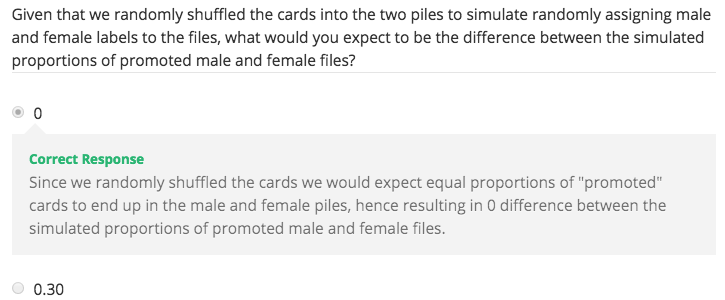 Given that we randomly shuffled the cards into the two piles to simulate randomly assigning male
and female labels to the files, what would you expect to be the difference between the simulated
proportions of promoted male and female files?
0
Correct Response
Since we randomly shuffled the cards we would expect equal proportions of "promoted"
cards to end up in the male and female piles, hence resulting in 0 difference between the
simulated proportions of promoted male and female files.
0.30